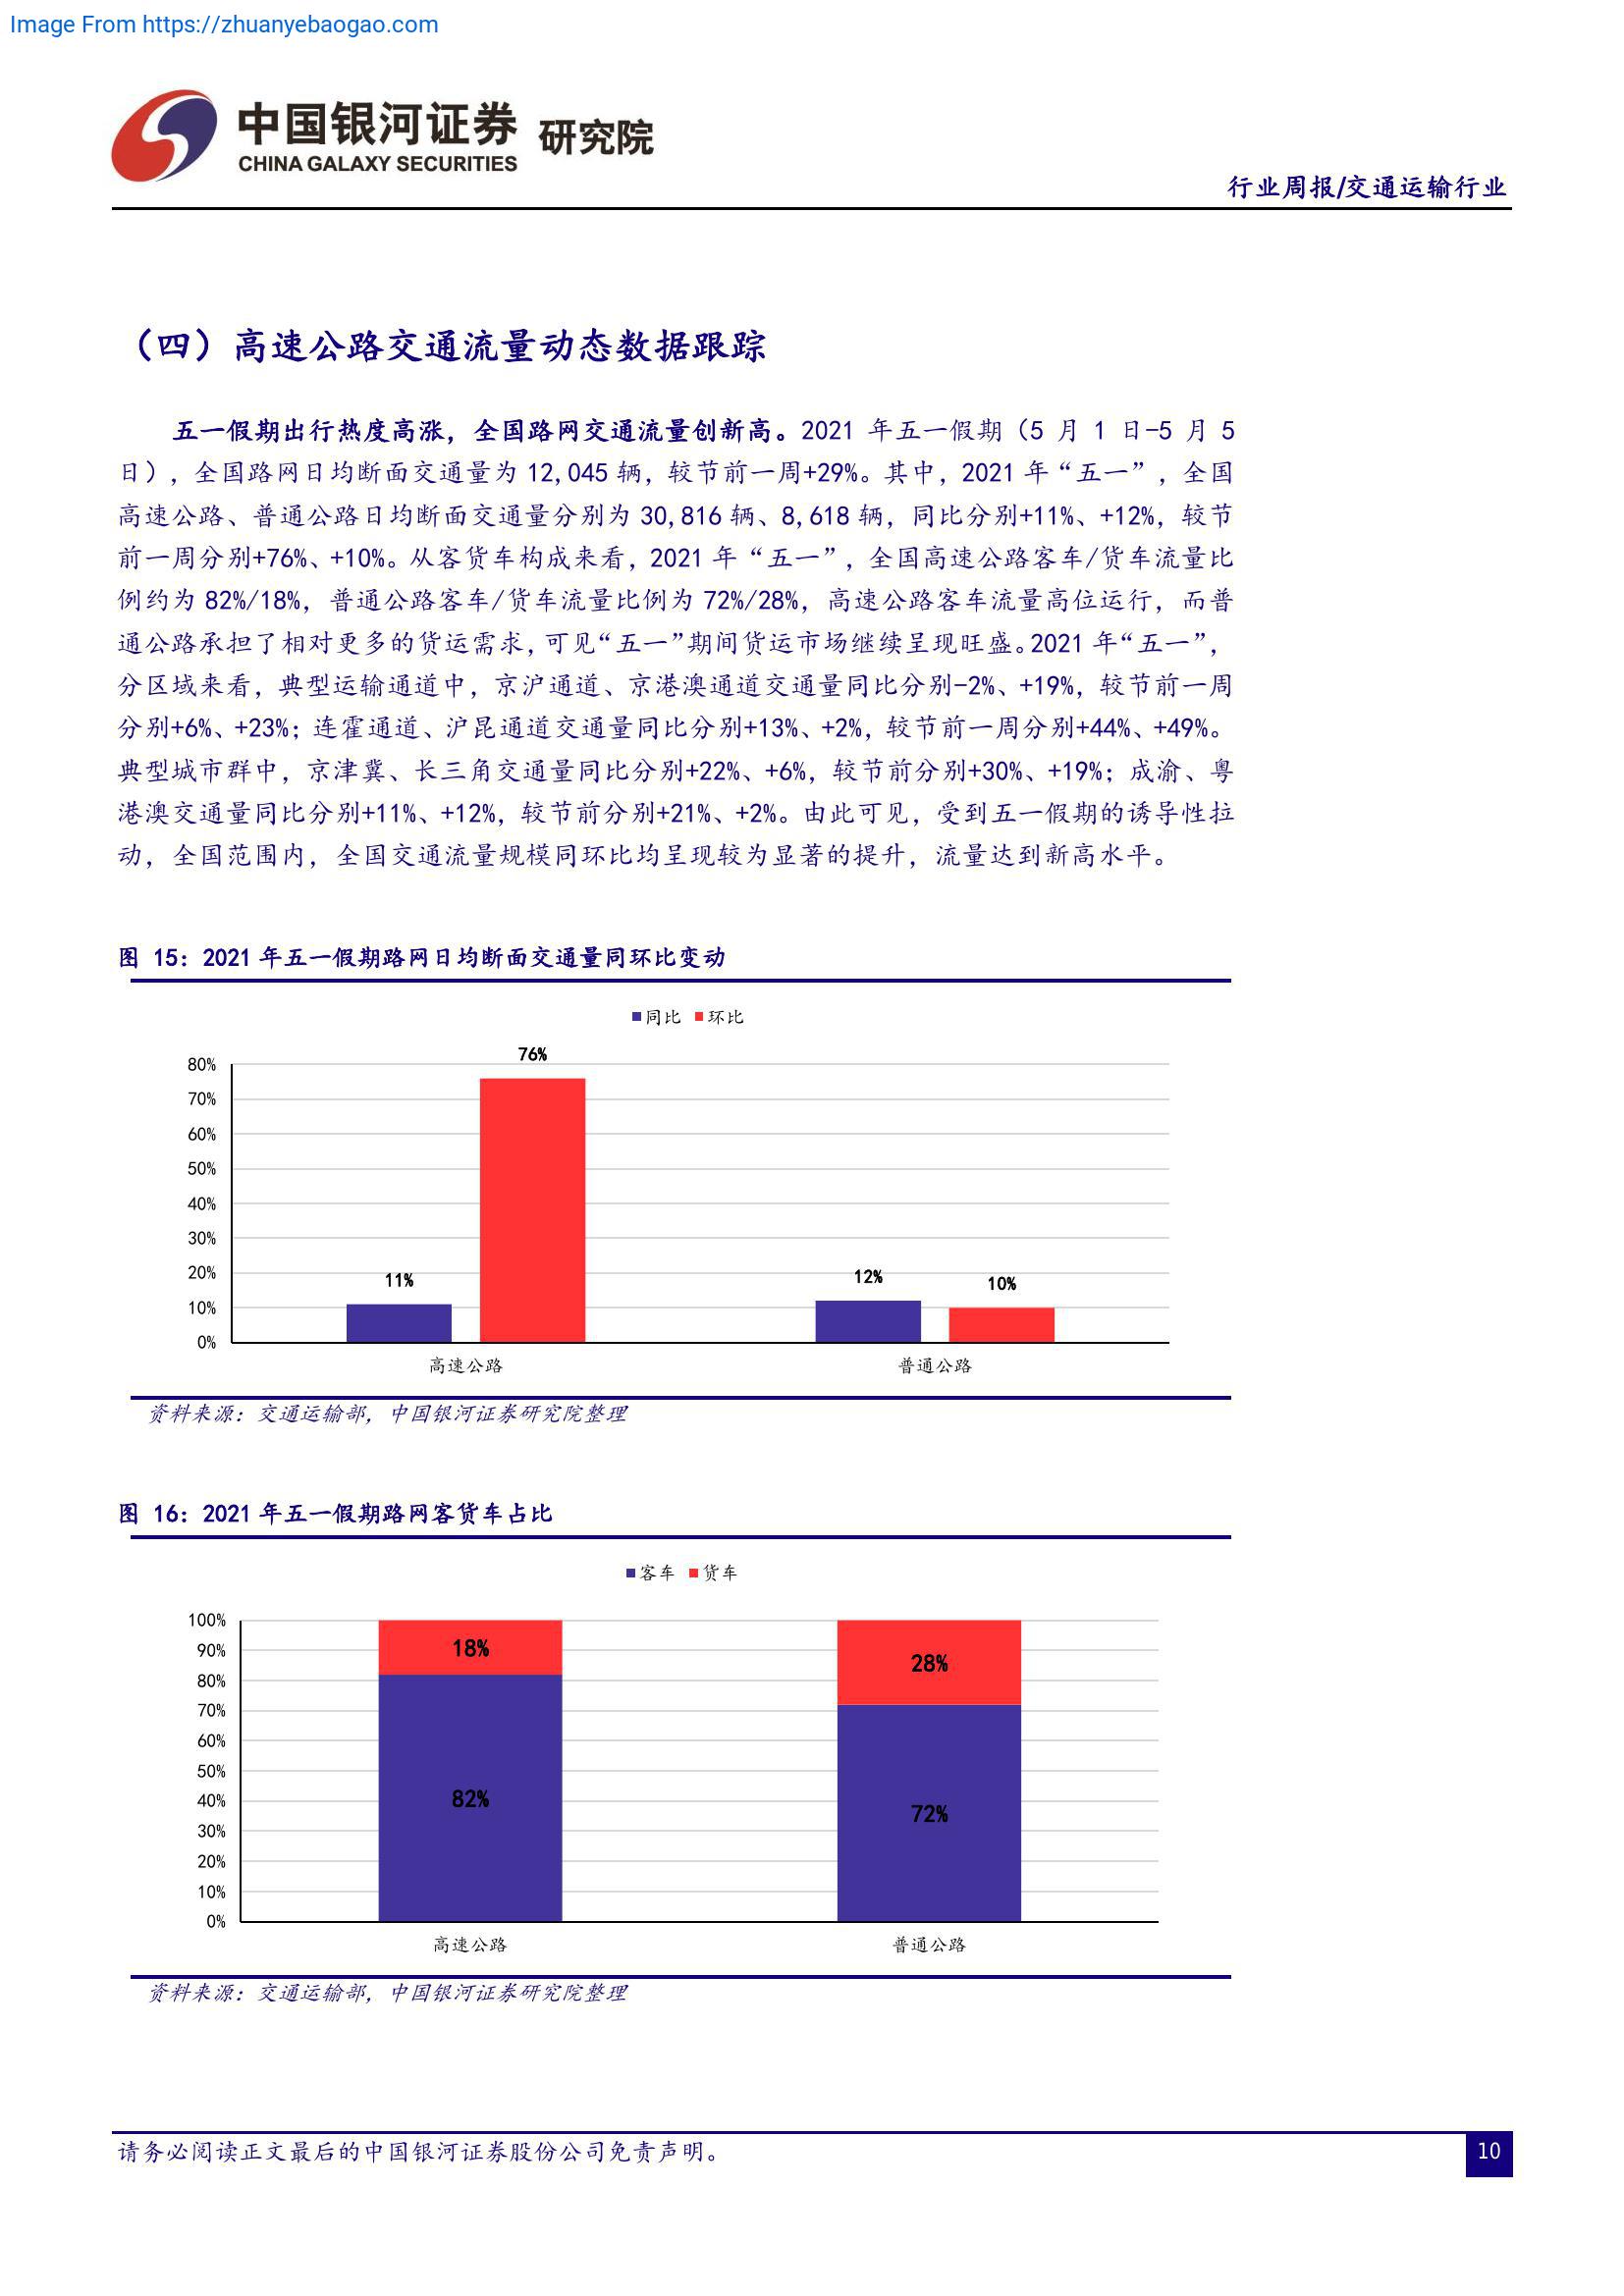 Image From https://zhuanyebaogao.com
中国银河证券 研究院
CHINA GALAXY SECURITIES
行业周报/交通运输行业
（四）高速公路交通流量动态数据跟踪
五一假期出行热度高涨，全国路网交通流量创新高。2021 年五一假期（5 月 1 日-5 月 5
日），全国路网日均断面交通量为 12,045 辆，较节前一周+29%。其中，2021 年“五一”，全国
高速公路、普通公路日均断面交通量分别为 30,816 辆、8,618 辆，同比分别+11%、+12%，较节
前一周分别+76%、+10%。从客货车构成来看，2021 年“五一”，全国高速公路客车/货车流量比
例约为 82%/18%，普通公路客车/货车流量比例为 72%/28%，高速公路客车流量高位运行，而普
通公路承担了相对更多的货运需求，可见“五一”期间货运市场继续呈现旺盛。2021 年“五一”，
分区域来看，典型运输通道中，京沪通道、京港澳通道交通量同比分别-2%、+19%，较节前一周
分别+6%、+23%；连霍通道、沪昆通道交通量同比分别+13%、+2%，较节前一周分别+44%、+49%。
典型城市群中，京津冀、长三角交通量同比分别+22%、+6%，较节前分别+30%、+19%；成渝、粤
港澳交通量同比分别+11%、+12%，较节前分别+21%、+2%。由此可见，受到五一假期的诱导性拉
动，全国范围内，全国交通流量规模同环比均呈现较为显著的提升，流量达到新高水平。
图 15：2021 年五一假期路网日均断面交通量同环比变动
同比 环比
80%
70%
60%
50%
40%
30%
20%
10%
0%
11%
76%
12%
10%
高速公路 普通公路
资料来源：交通运输部，中国银河证券研究院整理
图 16：2021 年五一假期路网客货车占比
客车 货车
100%
90%
80%
70%
60%
50%
40%
30%
20%
10%
0%
18%
82%
28%
72%
高速公路 普通公路
资料来源：交通运输部，中国银河证券研究院整理
请务必阅读正文最后的中国银河证券股份公司免责声明。
10